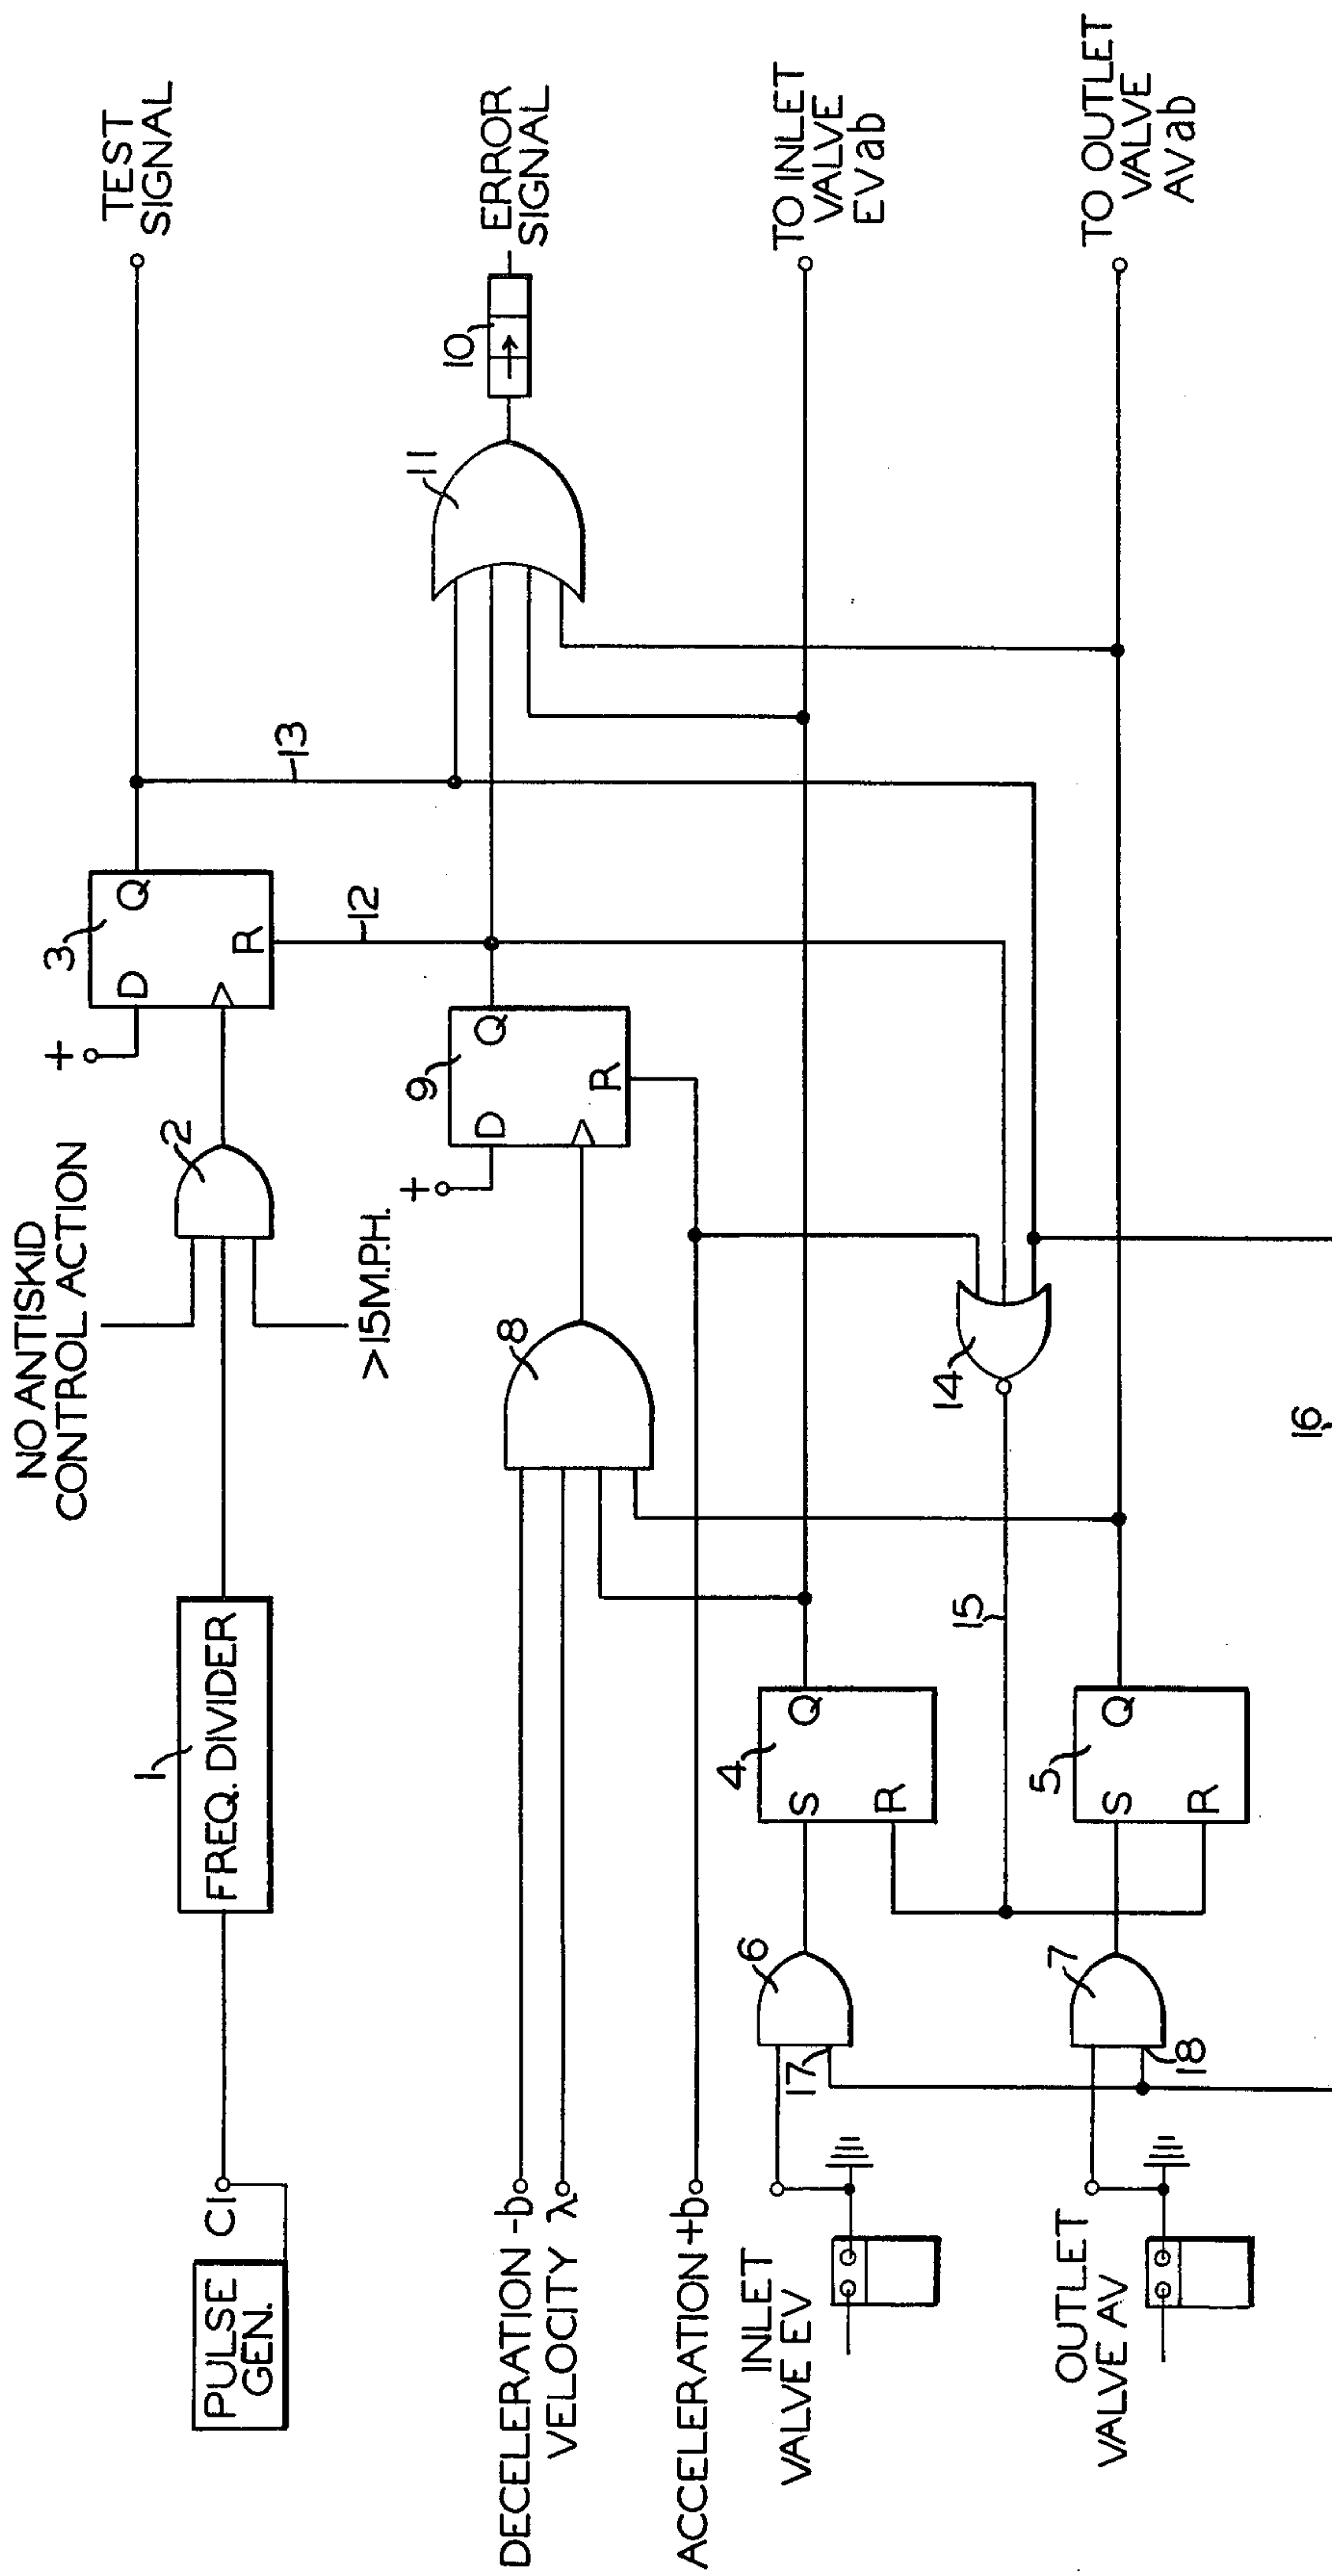 NO ANTISKID
CONTROL ACTION
>15M.P.H.
PULSE
GEN.
C1
1
FREQ. DIVIDER
2
+
3
D
Q
R
13
12
TEST
SIGNAL
DECELERATION -b
VELOCITY λ
ACCELERATION +b
8
+
9
D
Q
R
11
10
ERROR
SIGNAL
INLET
VALVE EV
6
17
4
S
Q
R
TO INLET
VALVE
EVab
15
14
OUTLET
VALVE AV
7
18
5
S
Q
R
TO OUTLET
VALVE
AVab
16